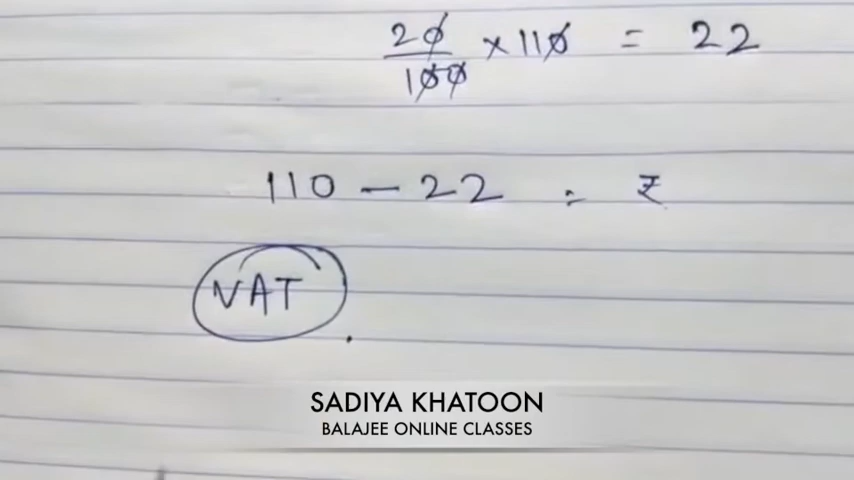 20/100 × 110 = 22
110 - 22 = ₹
VAT
SADIYA KHATOON
BALAJEE ONLINE CLASSES